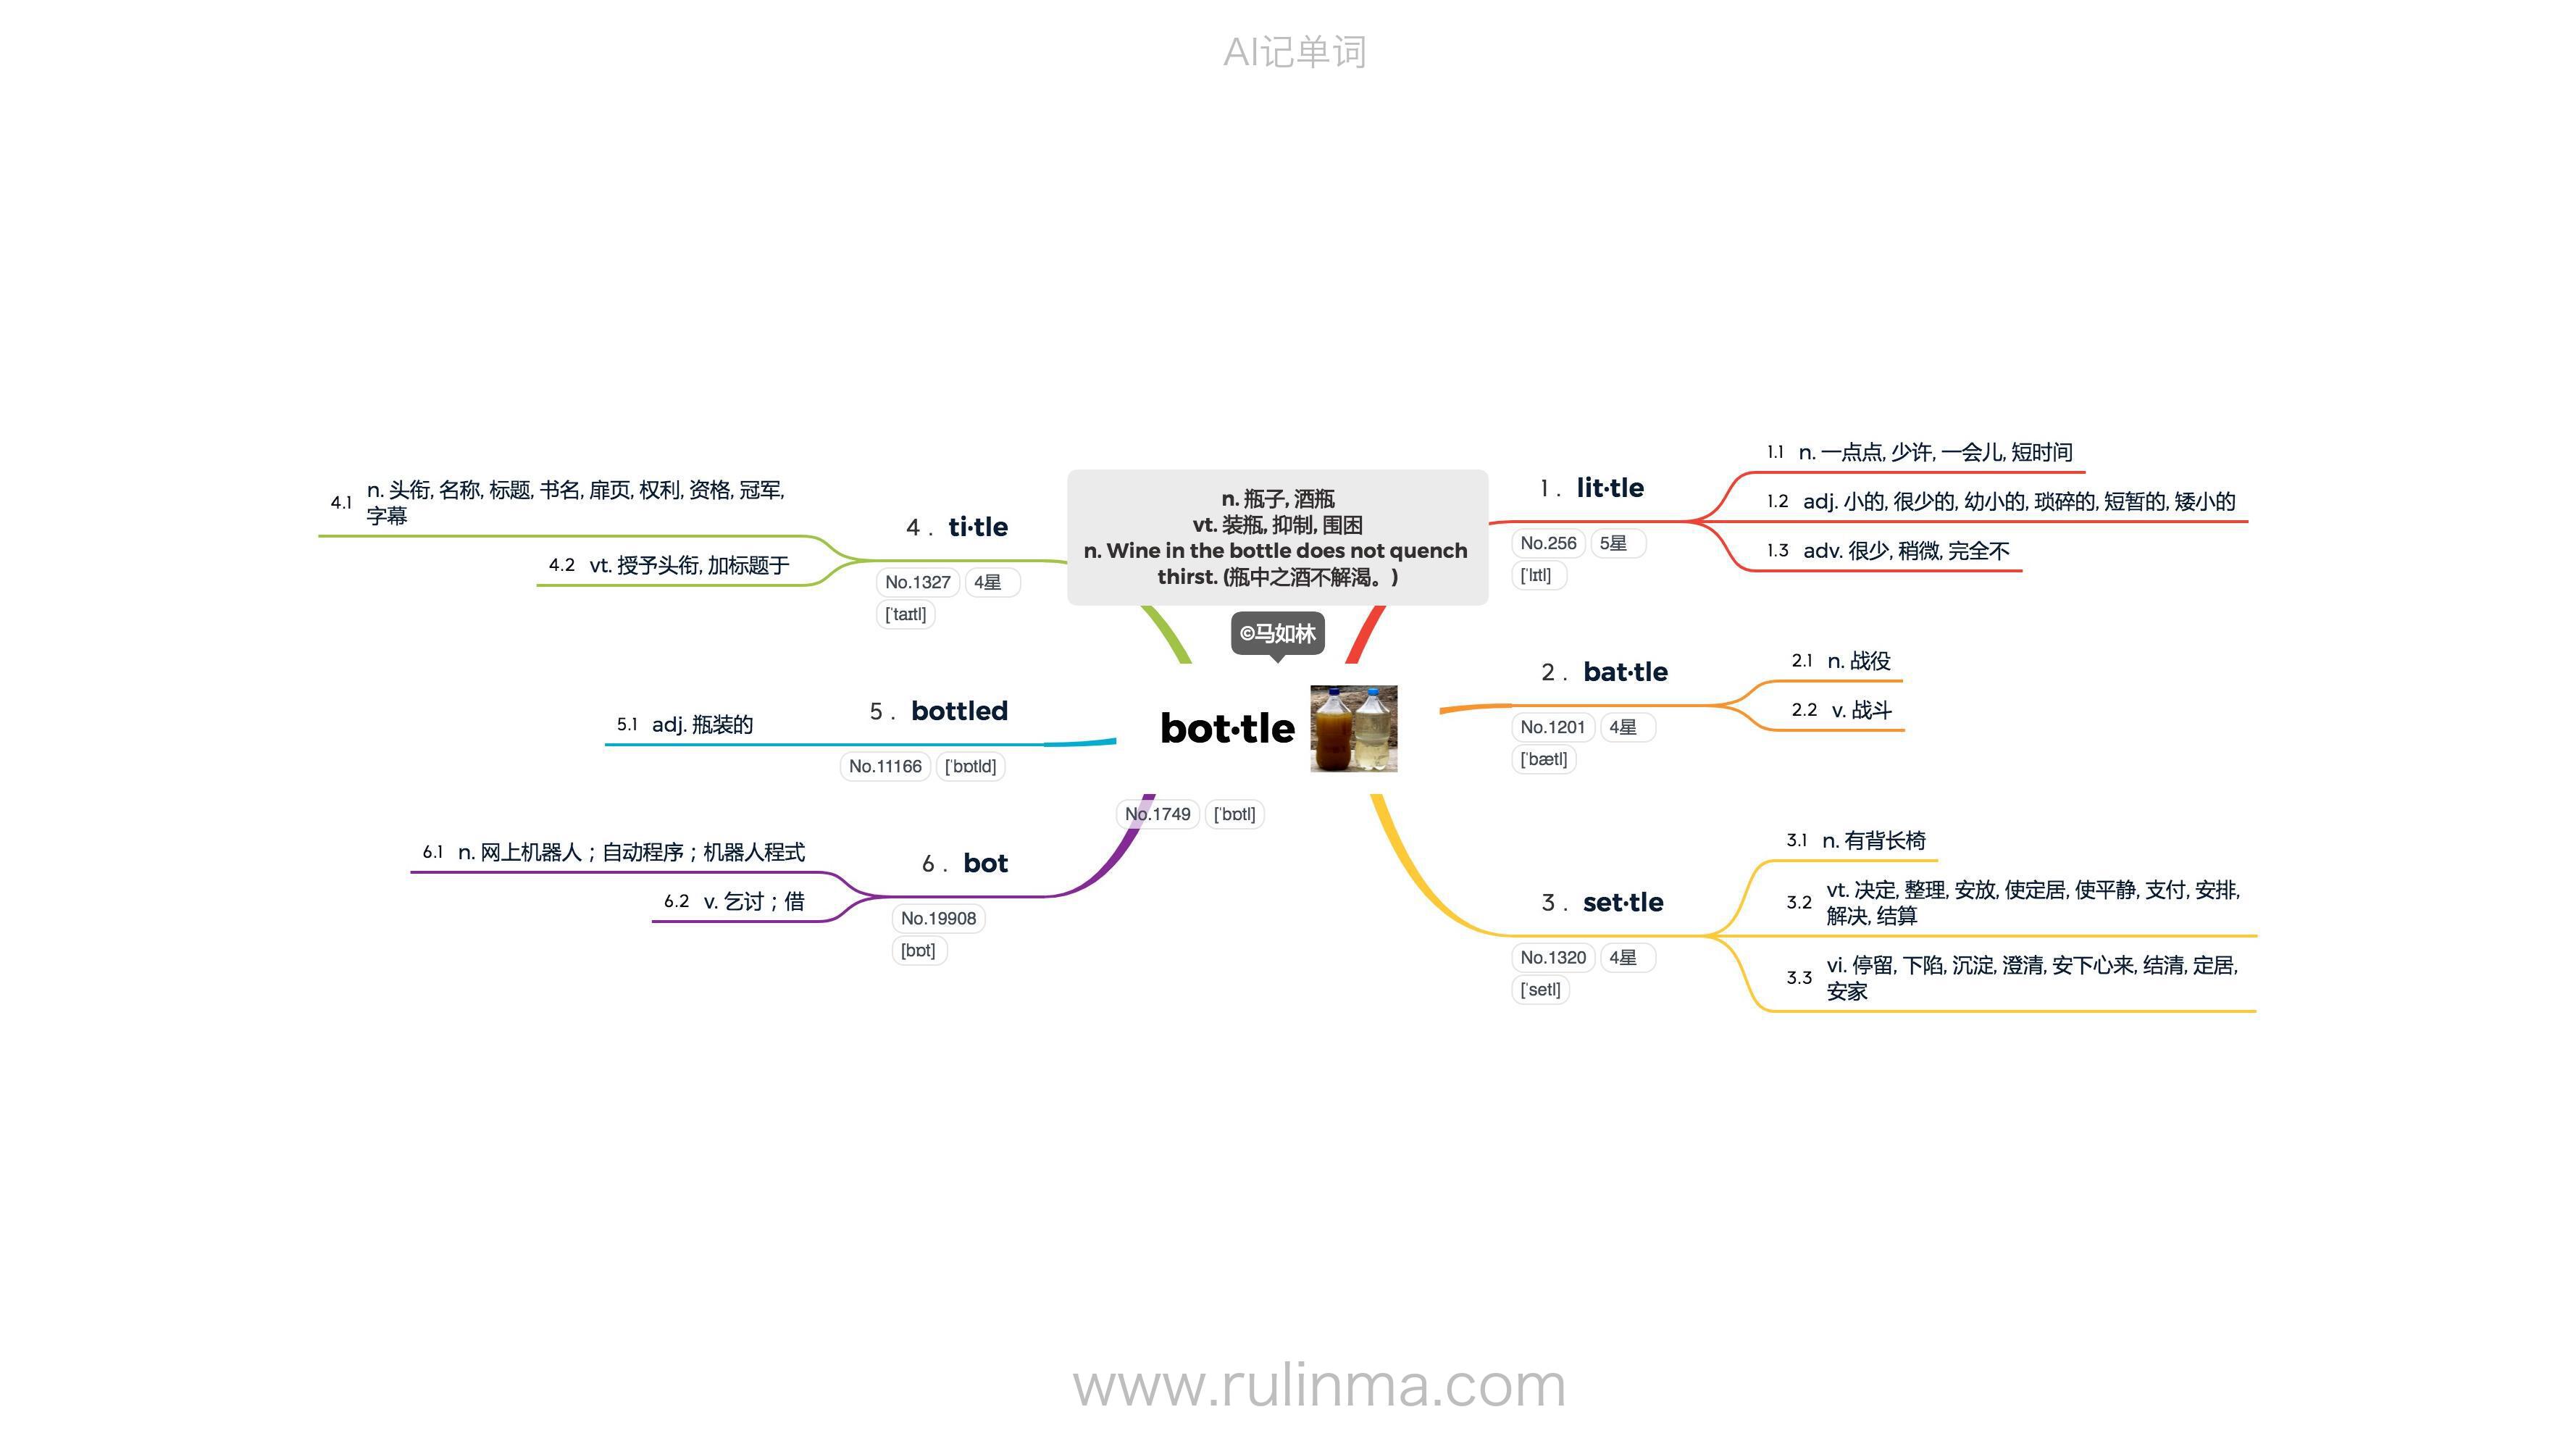 AI记单词
n. 瓶子, 酒瓶
vt. 装瓶, 抑制, 围困
n. Wine in the bottle does not quench
thirst. (瓶中之酒不解渴。)
©马如林
bot·tle
No.1749 ['bɒtl]
1. lit·tle
No.256 5星
['lɪtl]
1.1 n. 一点点, 少许, 一会儿, 短时间
1.2 adj. 小的, 很少的, 幼小的, 琐碎的, 短暂的, 矮小的
1.3 adv. 很少, 稍微, 完全不
2. bat·tle
No.1201 4星
['bætl]
2.1 n. 战役
2.2 v. 战斗
3. set·tle
No.1320 4星
['setl]
3.1 n. 有背长椅
3.2 vt. 决定, 整理, 安放, 使定居, 使平静, 支付, 安排,
解决, 结算
3.3 vi. 停留, 下陷, 沉淀, 澄清, 安下心来, 结清, 定居,
安家
4. ti·tle
No.1327 4星
['taɪtl]
4.1 n. 头衔, 名称, 标题, 书名, 扉页, 权利, 资格, 冠军,
字幕
4.2 vt. 授予头衔, 加标题于
5. bottled
No.11166 ['bɒtld]
5.1 adj. 瓶装的
6. bot
No.19908
[bɒt]
6.1 n. 网上机器人；自动程序；机器人程式
6.2 v. 乞讨；借
www.rulinma.com